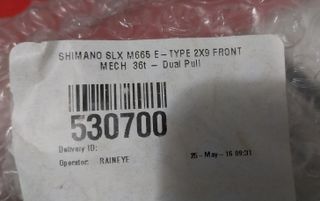 SHIMANO SLX M665 E-TYPE 2X9 FRONT
MECH 36t - Dual Pull
530700
Delivery ID:
Operator: RAINEYE
25-May-16 09:31